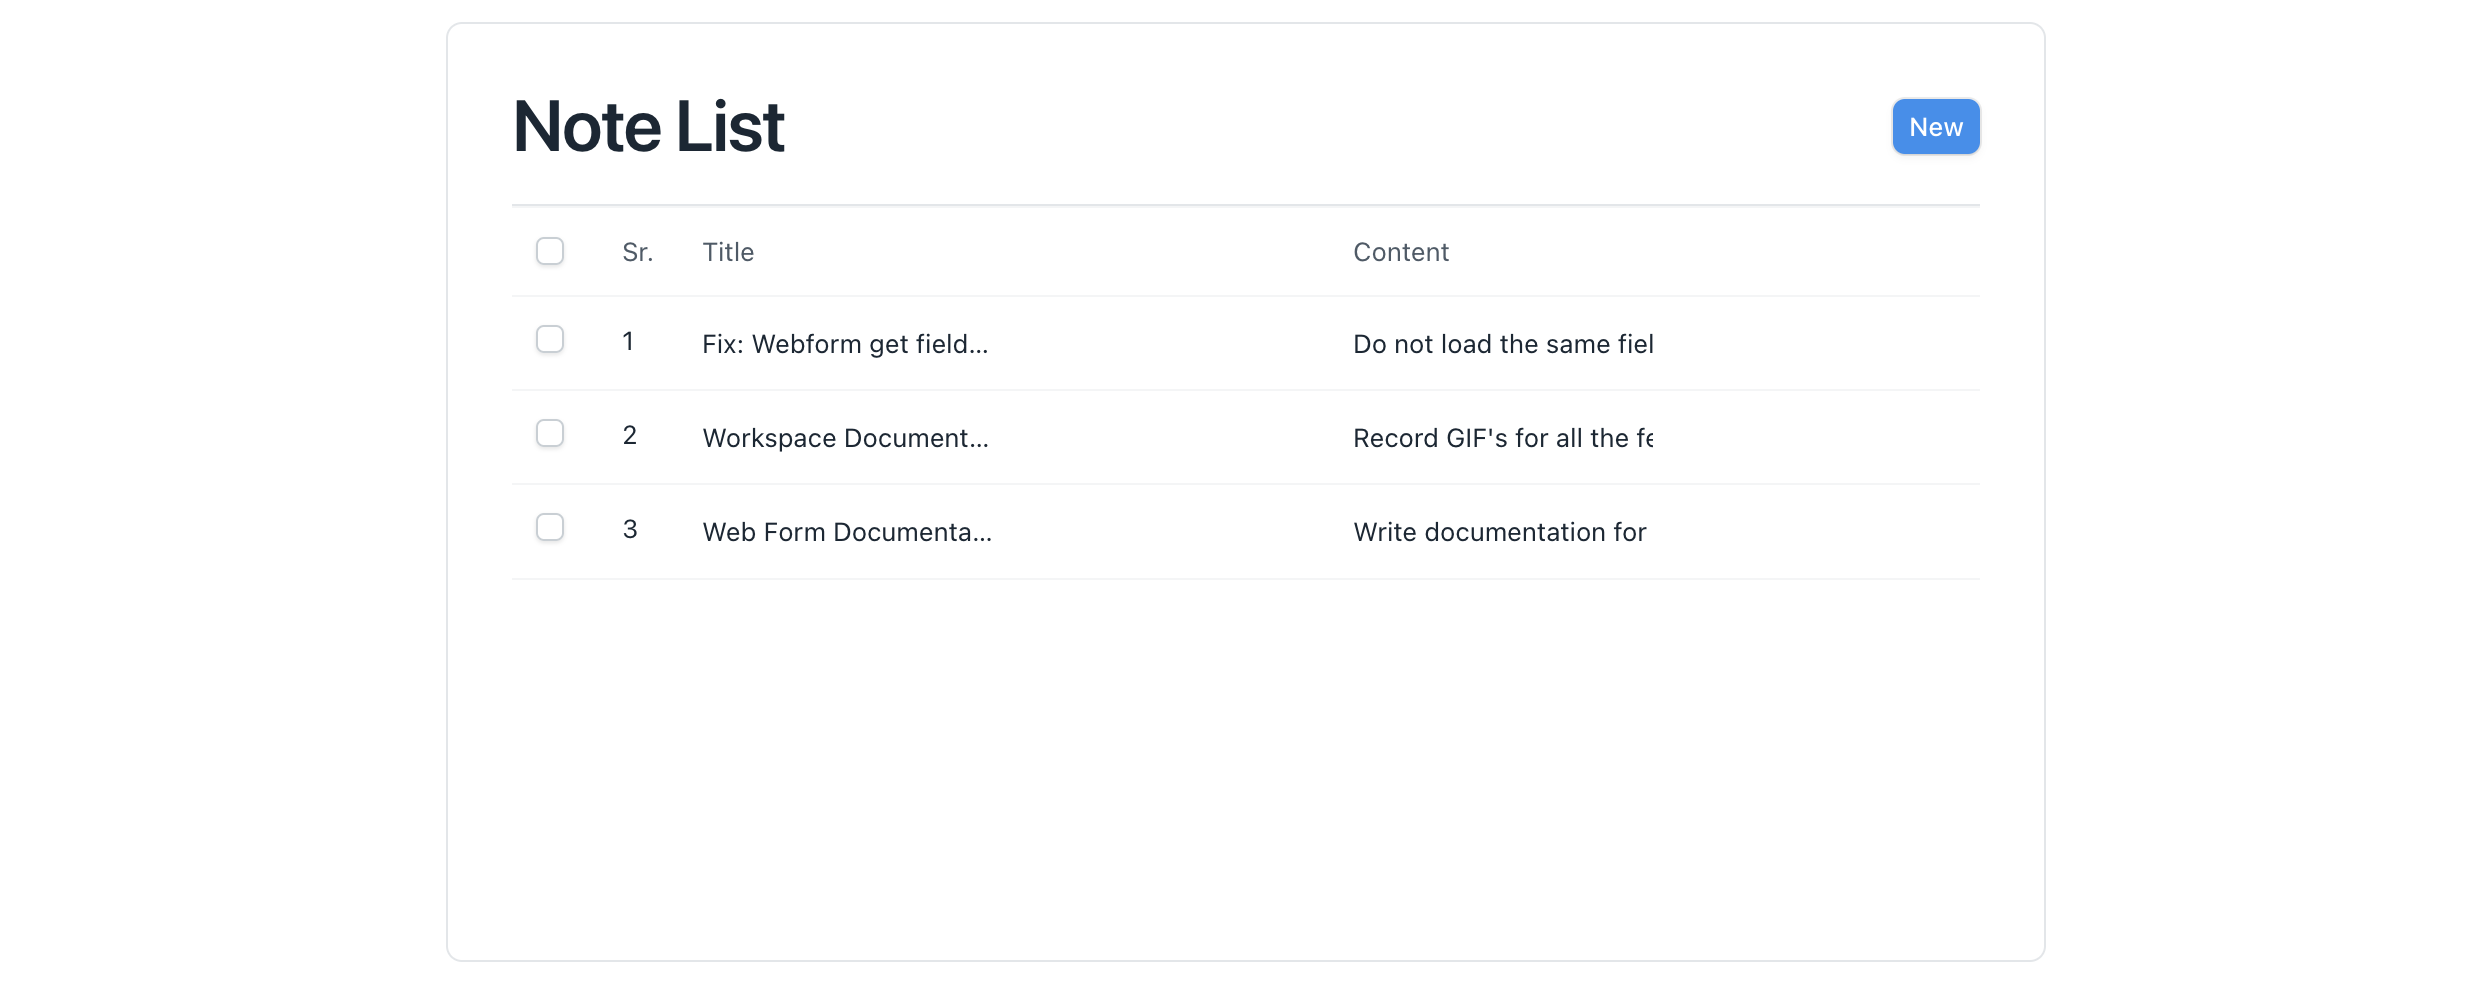 Note List
New
Sr. Title Content
1 Fix: Webform get field... Do not load the same fiel
2 Workspace Document... Record GIF's for all the
3 Web Form Documenta... Write documentation for